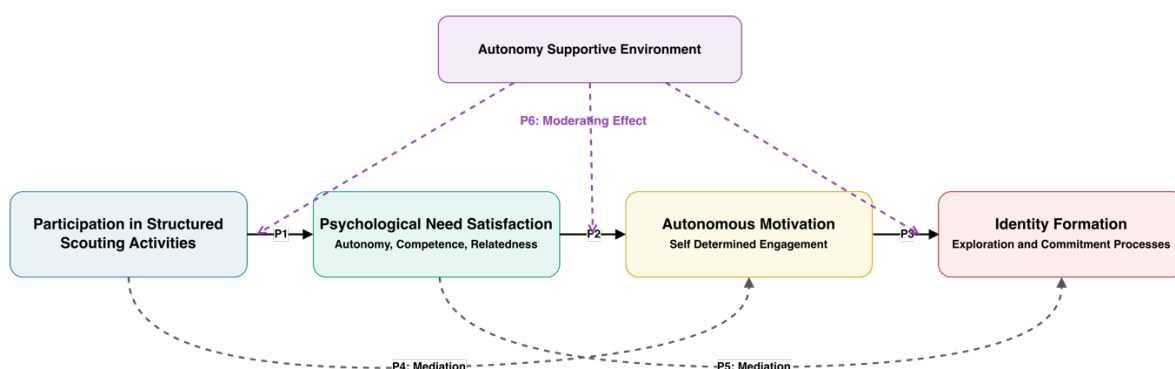 Autonomy Supportive Environment
P6: Moderating Effect
Participation in Structured
Scouting Activities
P1
Psychological Need Satisfaction
Autonomy, Competence, Relatedness
P2
Autonomous Motivation
Self Determined Engagement
P3
Identity Formation
Exploration and Commitment Processes
P4: Mediation
P5: Mediation